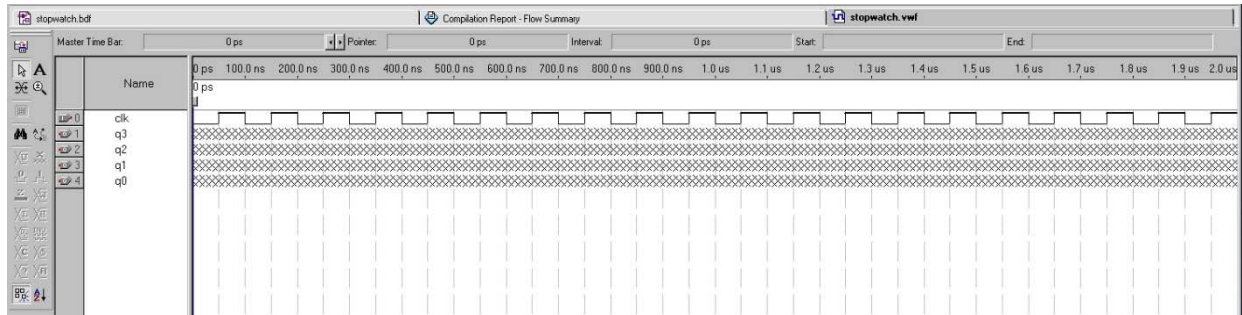 stopwatch.bdf Compilation Report - Flow Summary stopwatch.vwf
Master Time Bar: 0 ps Pointer: 0 ps Interval: 0 ps Start: End:
Name
0 ps 100.0 ns 200.0 ns 300.0 ns 400.0 ns 500.0 ns 600.0 ns 700.0 ns 800.0 ns 900.0 ns 1.0 us 1.1 us 1.2 us 1.3 us 1.4 us 1.5 us 1.6 us 1.7 us 1.8 us 1.9 us 2.0 us
0 ps
A
0 clk
1 q3
2 q2
3 q1
4 q0